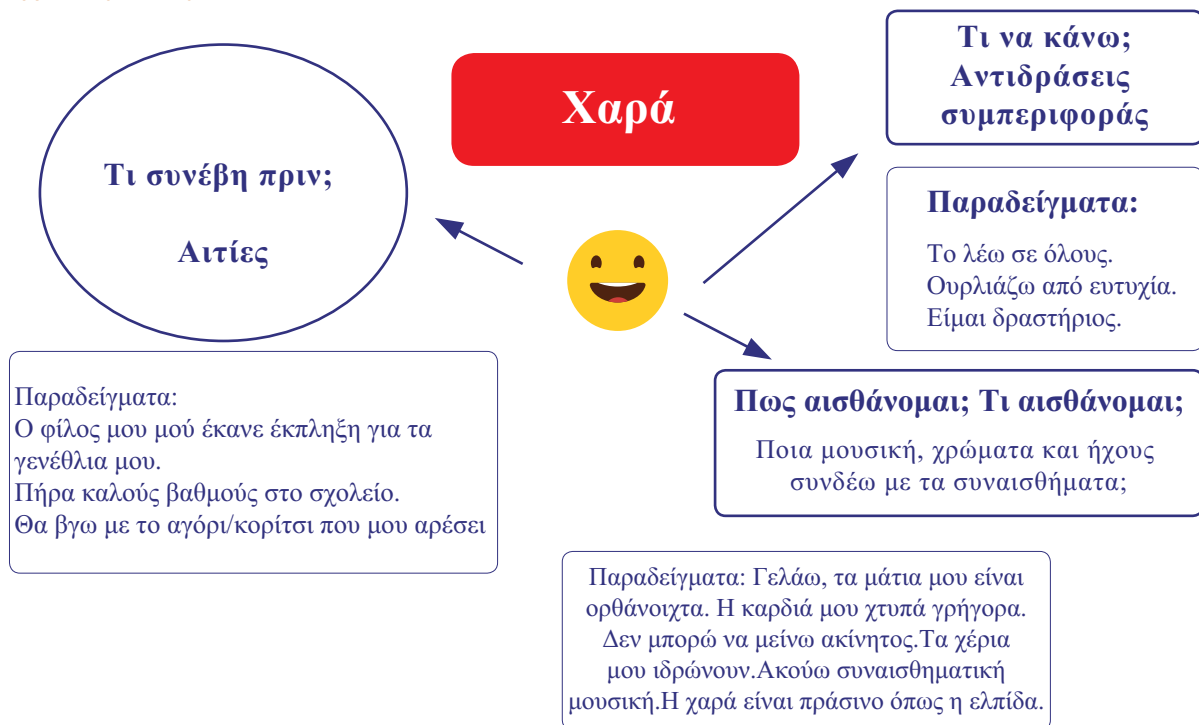 Χαρά
Τι συνέβη πριν;
Αιτίες
Παραδείγματα:
Ο φίλος μου μού έκανε έκπληξη για τα
γενέθλια μου.
Πήρα καλούς βαθμούς στο σχολείο.
Θα βγω με το αγόρι/κορίτσι που μου αρέσει
Τι να κάνω;
Αντιδράσεις
συμπεριφοράς
Παραδείγματα:
Το λέω σε όλους.
Ουρλιάζω από ευτυχία.
Είμαι δραστήριος.
Πως αισθάνομαι; Τι αισθάνομαι;
Ποια μουσική, χρώματα και ήχους
συνδέω με τα συναισθήματα;
Παραδείγματα: Γελάω, τα μάτια μου είναι
ορθάνοιχτα. Η καρδιά μου χτυπά γρήγορα.
Δεν μπορώ να μείνω ακίνητος.Τα χέρια
μου ιδρώνουν.Ακούω συναισθηματική
μουσική.Η χαρά είναι πράσινο όπως η ελπίδα.